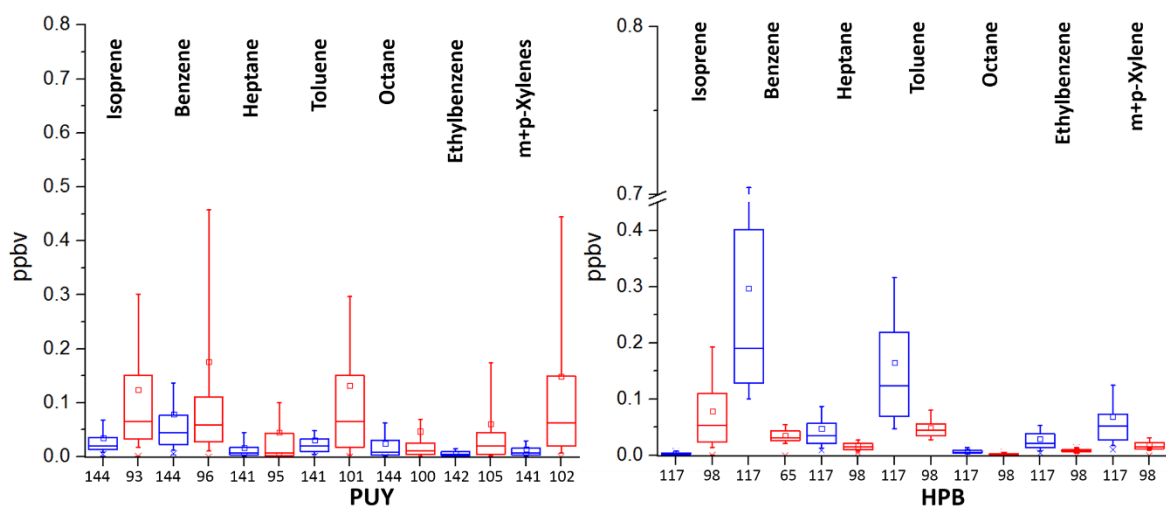 0.8
0.7
0.6
0.5
0.4
0.3
0.2
0.1
0.0
ppbv
Isoprene
Benzene
Heptane
Toluene
Octane
Ethylbenzene
m+p-Xylenes
144 93 144 96 141 95 141 101 144 100 142 105 141 102
PUY
0.8
0.7
0.4
0.3
0.2
0.1
0.0
ppbv
Isoprene
Benzene
Heptane
Toluene
Octane
Ethylbenzene
m+p-Xylene
117 98 117 65 117 98 117 98 117 98 117 98 117 98
HPB